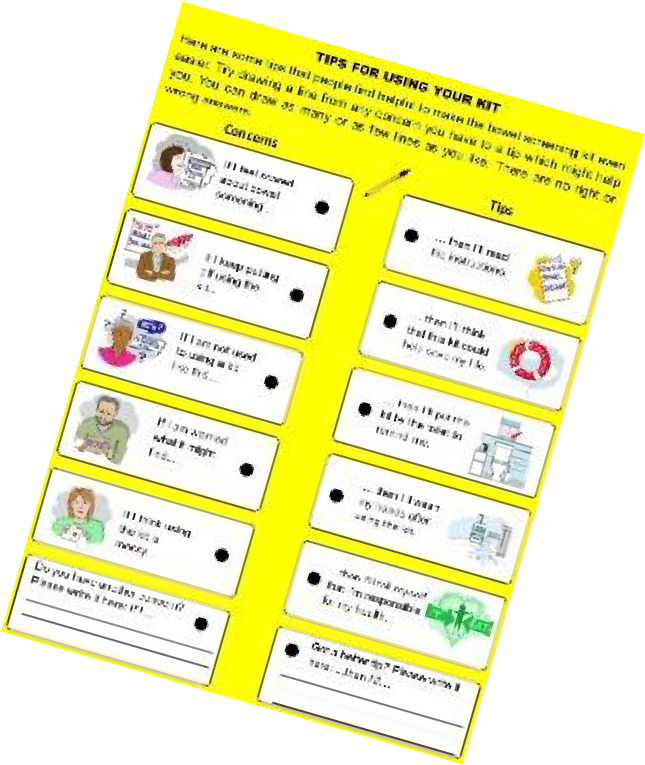 TIPS FOR USING YOUR KIT
Here are some tips that people find helpful to make the bowel screening kit even
easier. Try drawing a line from any concern you have to a tip which might help
you. You can draw as many or as few lines as you like. There are no right or
wrong answers.
Concerns
If I feel scared
about bowel
screening...
If I keep putting
off using the
kit...
If I am not used
to using a kit
like this...
If I am worried
what it might
find...
If I think using
the kit is
messy...
Do you have another concern?
Please write it here: If I...
Tips
... then I'll read
the instructions.
...then I'll think
that this kit could
help save my life.
... then I'll put the
kit by the toilet to
remind me.
... then I'll wash
my hands after
using the kit.
...then I'll tell myself
that I'm responsible
for my health.
Got a better tip? Please write it
here: ...then I'll...